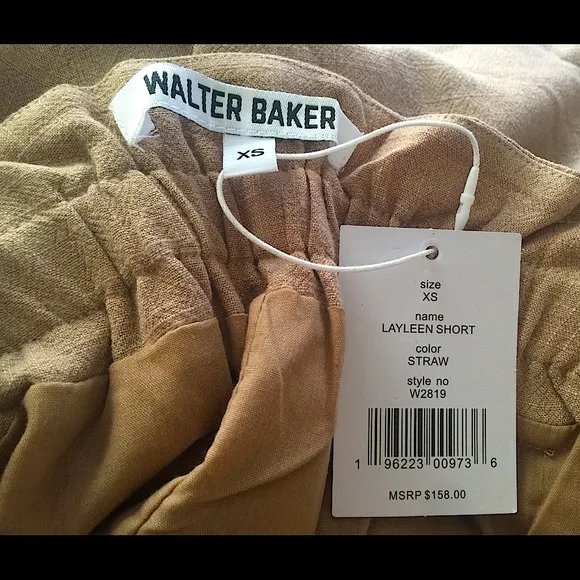 WALTER BAKER
XS
size
XS
name
LAYLEEN SHORT
color
STRAW
style no
W2819
1 96223 00973 6
MSRP $158.00